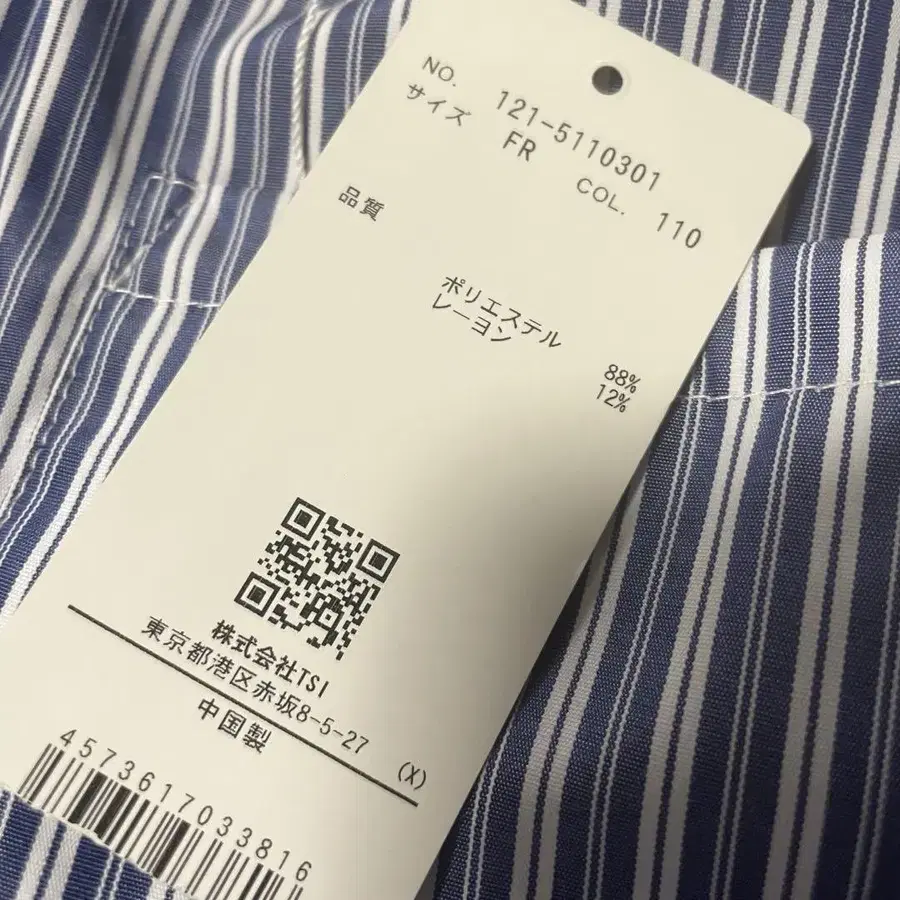 NO. 121-5110301
サイズ FR COL. 110
品質
ポリエステル 88%
レーヨン 12%
株式会社TSI
東京都港区赤坂8-5-27
中国製 (X)
4573617033816